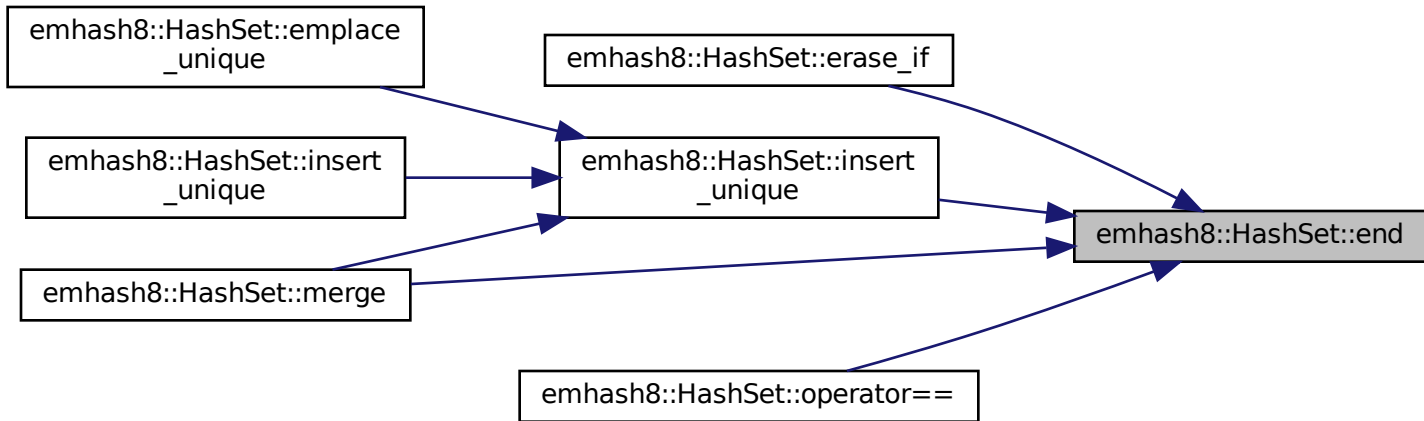 emhash8::HashSet::emplace
_unique
emhash8::HashSet::erase_if
emhash8::HashSet::insert
_unique
emhash8::HashSet::insert
_unique
emhash8::HashSet::end
emhash8::HashSet::merge
emhash8::HashSet::operator==